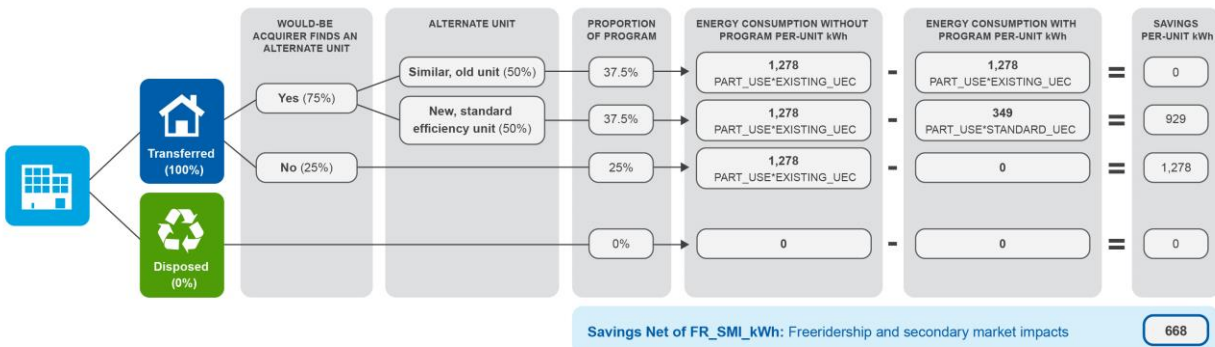 WOULD-BE
ACQUIRER FINDS AN
ALTERNATE UNIT
ALTERNATE UNIT
PROPORTION
OF PROGRAM
ENERGY CONSUMPTION WITHOUT
PROGRAM PER-UNIT kWh
ENERGY CONSUMPTION WITH
PROGRAM PER-UNIT kWh
SAVINGS
PER-UNIT kWh
Transferred
(100%)
Yes (75%)
Similar, old unit (50%)
37.5%
1,278
PART_USE*EXISTING_UEC
-
1,278
PART_USE*EXISTING_UEC
=
0
New, standard
efficiency unit (50%)
37.5%
1,278
PART_USE*EXISTING_UEC
-
349
PART_USE*STANDARD_UEC
=
929
No (25%)
25%
1,278
PART_USE*EXISTING_UEC
-
0
=
1,278
Disposed
(0%)
0%
0
-
0
=
0
Savings Net of FR_SMI_kWh: Freeridership and secondary market impacts
668